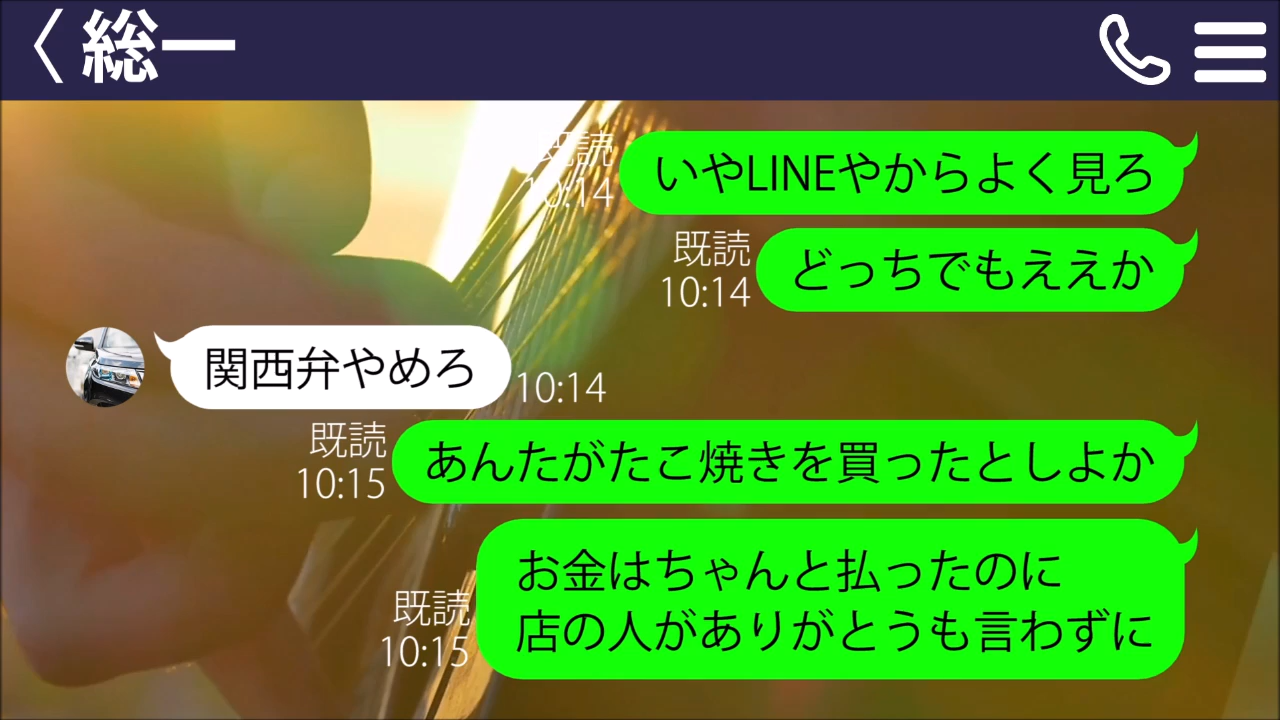 総一
既読
10:14
いやLINEやからよく見ろ
既読
10:14
どっちでもええか
関西弁やめろ
10:14
既読
10:15
あんたがたこ焼きを買ったとしよか
お金はちゃんと払ったのに
店の人がありがとうも言わずに
既読
10:15